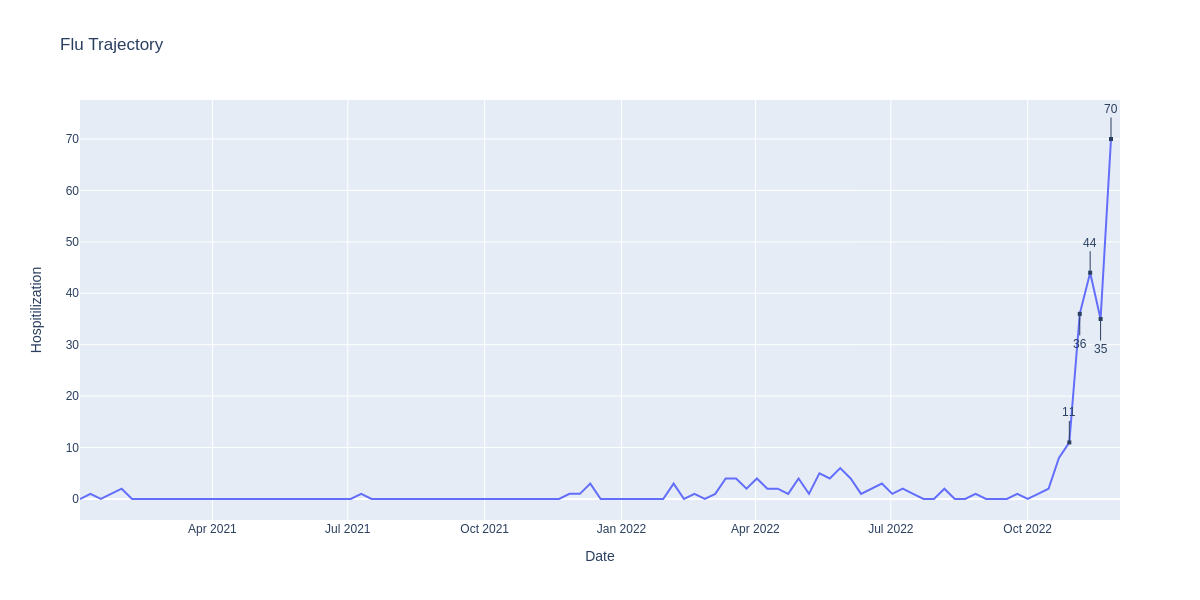 Flu Trajectory
70
70
60
50
44
40
36
35
30
20
11
10
0
Hospitilization
Apr 2021
Jul 2021
Oct 2021
Jan 2022
Apr 2022
Jul 2022
Oct 2022
Date